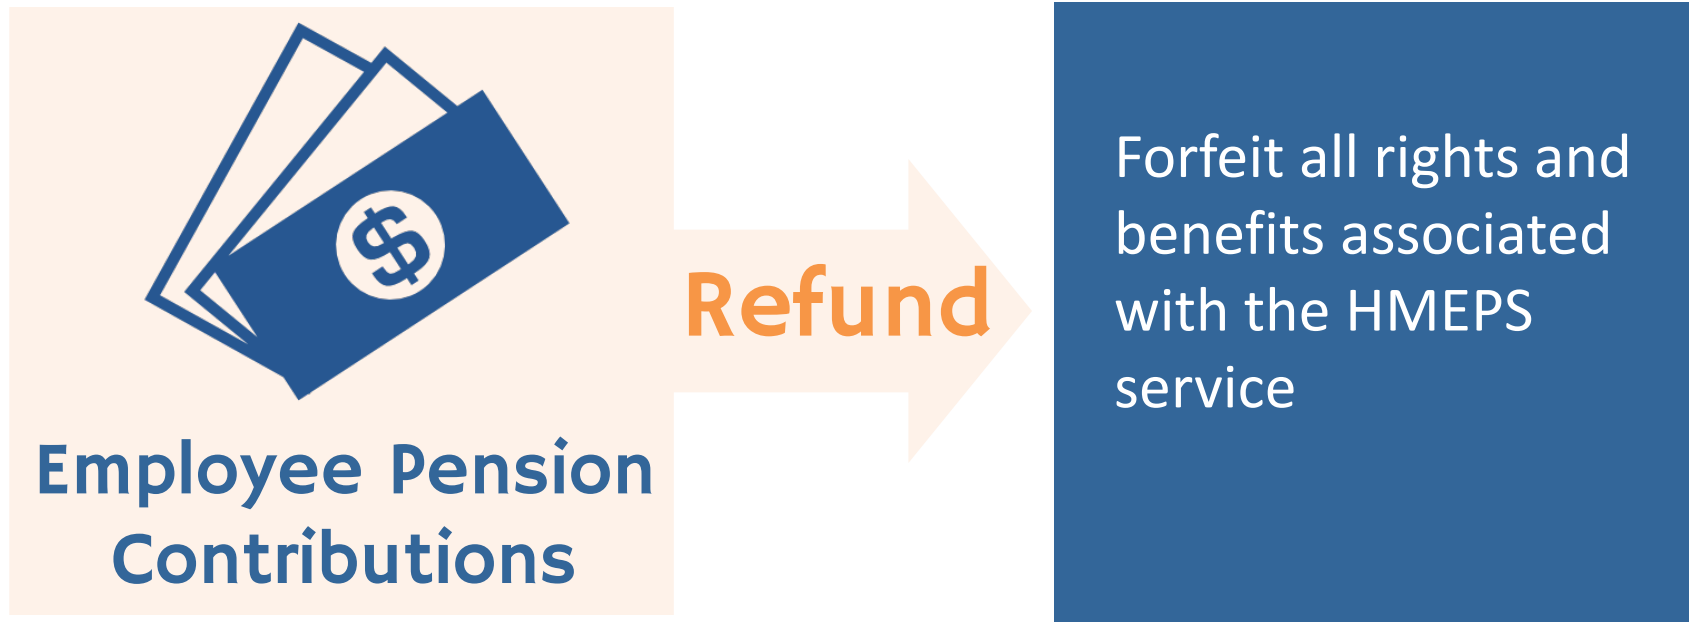 $
Employee Pension
Contributions
Refund
Forfeit all rights and
benefits associated
with the HMEPS
service